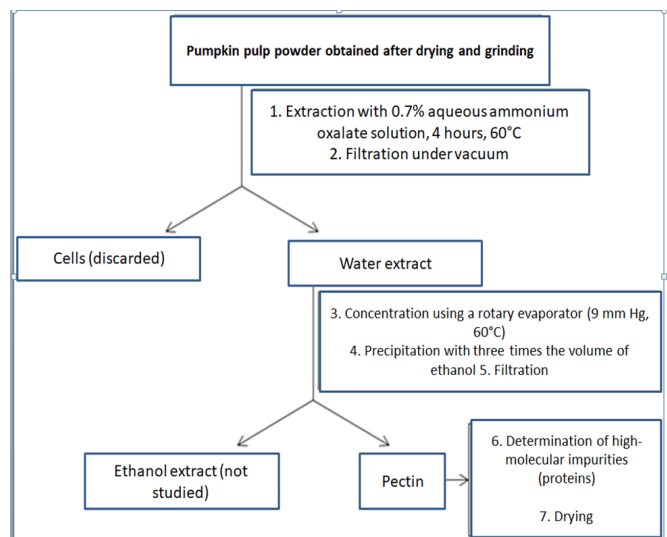 Pumpkin pulp powder obtained after drying and grinding
1. Extraction with 0.7% aqueous ammonium
oxalate solution, 4 hours, 60°C
2. Filtration under vacuum
Cells (discarded)
Water extract
3. Concentration using a rotary evaporator (9 mm Hg,
60°C)
4. Precipitation with three times the volume of
ethanol 5. Filtration
Ethanol extract (not
studied)
Pectin
6. Determination of high-
molecular impurities
(proteins)
7. Drying